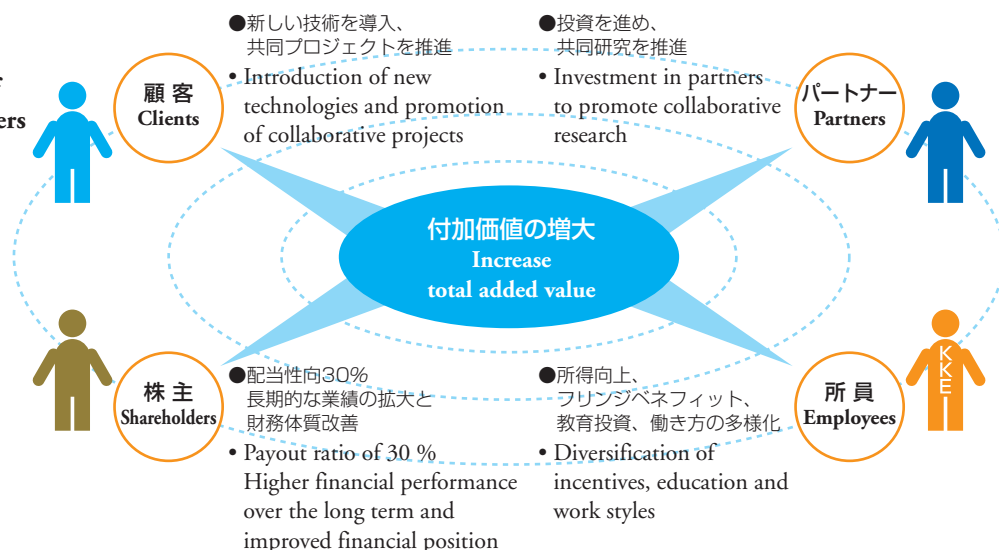 ●新しい技術を導入、
共同プロジェクトを推進
• Introduction of new
technologies and promotion
of collaborative projects
●投資を進め、
共同研究を推進
• Investment in partners
to promote collaborative
research
顧 客
Clients
パートナー
Partners
付加価値の増大
Increase
total added value
株 主
Shareholders
●配当性向30%
長期的な業績の拡大と
財務体質改善
• Payout ratio of 30 %
Higher financial performance
over the long term and
improved financial position
●所得向上、
フリンジベネフィット、
教育投資、働き方の多様化
• Diversification of
incentives, education and
work styles
所 員
Employees
KKE